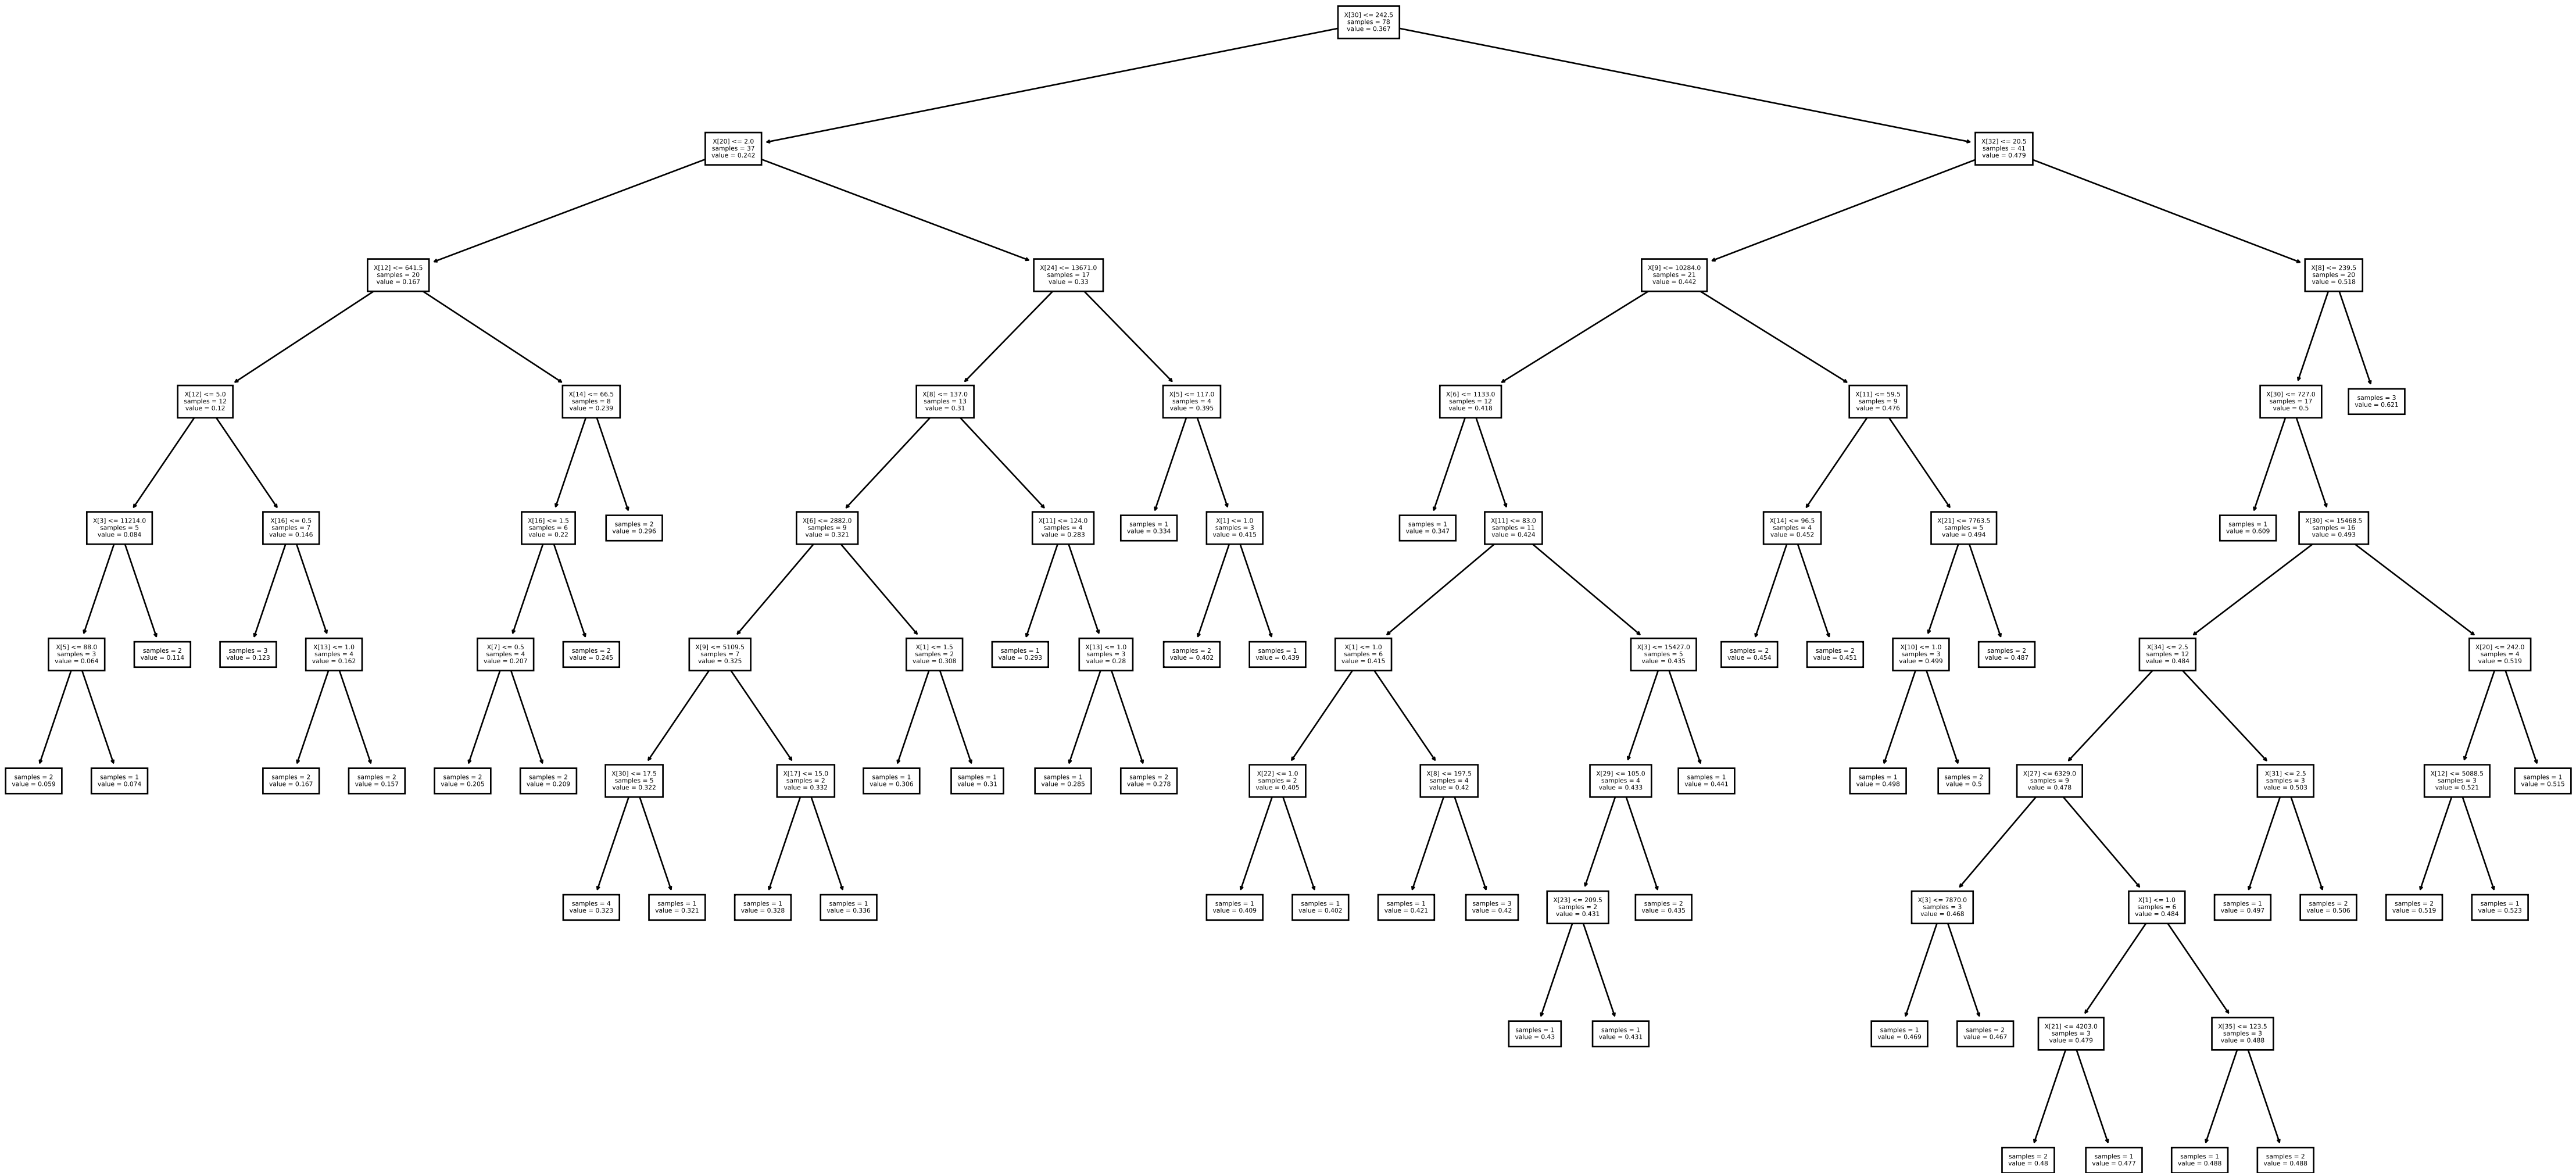 X[30] <= 242.5
samples = 78
value = 0.367
X[20] <= 2.0
samples = 37
value = 0.242
X[32] <= 20.5
samples = 41
value = 0.479
X[12] <= 641.5
samples = 20
value = 0.167
X[24] <= 13671.0
samples = 17
value = 0.33
X[9] <= 10284.0
samples = 21
value = 0.442
X[8] <= 239.5
samples = 20
value = 0.518
X[12] <= 5.0
samples = 12
value = 0.12
X[14] <= 66.5
samples = 8
value = 0.239
X[8] <= 137.0
samples = 13
value = 0.31
X[5] <= 117.0
samples = 4
value = 0.395
X[6] <= 1133.0
samples = 12
value = 0.418
X[11] <= 59.5
samples = 9
value = 0.476
X[30] <= 727.0
samples = 17
value = 0.5
samples = 3
value = 0.621
X[3] <= 11214.0
samples = 5
value = 0.084
X[16] <= 0.5
samples = 7
value = 0.146
X[16] <= 1.5
samples = 6
value = 0.22
samples = 2
value = 0.296
X[6] <= 2882.0
samples = 9
value = 0.321
X[11] <= 124.0
samples = 4
value = 0.283
samples = 1
value = 0.334
X[1] <= 1.0
samples = 3
value = 0.415
samples = 1
value = 0.347
X[11] <= 83.0
samples = 11
value = 0.424
X[14] <= 96.5
samples = 4
value = 0.452
X[21] <= 7763.5
samples = 5
value = 0.494
samples = 1
value = 0.609
X[30] <= 15468.5
samples = 16
value = 0.493
X[5] <= 88.0
samples = 3
value = 0.064
samples = 2
value = 0.114
samples = 3
value = 0.123
X[13] <= 1.0
samples = 4
value = 0.162
X[7] <= 0.5
samples = 4
value = 0.207
samples = 2
value = 0.245
X[9] <= 5109.5
samples = 7
value = 0.325
X[1] <= 1.5
samples = 2
value = 0.308
samples = 1
value = 0.293
X[13] <= 1.0
samples = 3
value = 0.28
samples = 2
value = 0.402
samples = 1
value = 0.439
X[1] <= 1.0
samples = 6
value = 0.415
X[3] <= 15427.0
samples = 5
value = 0.435
samples = 2
value = 0.454
samples = 2
value = 0.451
X[10] <= 1.0
samples = 3
value = 0.499
samples = 2
value = 0.487
X[34] <= 2.5
samples = 12
value = 0.484
X[20] <= 242.0
samples = 4
value = 0.519
samples = 2
value = 0.059
samples = 1
value = 0.074
samples = 2
value = 0.167
samples = 2
value = 0.157
samples = 2
value = 0.205
samples = 2
value = 0.209
X[30] <= 17.5
samples = 5
value = 0.322
X[17] <= 15.0
samples = 2
value = 0.332
samples = 1
value = 0.306
samples = 1
value = 0.31
samples = 1
value = 0.285
samples = 2
value = 0.278
X[22] <= 1.0
samples = 2
value = 0.405
X[8] <= 197.5
samples = 4
value = 0.42
X[29] <= 105.0
samples = 4
value = 0.433
samples = 1
value = 0.441
samples = 1
value = 0.498
samples = 2
value = 0.5
X[27] <= 6329.0
samples = 9
value = 0.478
X[31] <= 2.5
samples = 3
value = 0.503
X[12] <= 5088.5
samples = 3
value = 0.521
samples = 1
value = 0.515
samples = 4
value = 0.323
samples = 1
value = 0.321
samples = 1
value = 0.328
samples = 1
value = 0.336
samples = 1
value = 0.409
samples = 1
value = 0.402
samples = 1
value = 0.421
samples = 3
value = 0.42
X[23] <= 209.5
samples = 2
value = 0.431
samples = 2
value = 0.435
X[3] <= 7870.0
samples = 3
value = 0.468
X[1] <= 1.0
samples = 6
value = 0.484
samples = 1
value = 0.497
samples = 2
value = 0.506
samples = 2
value = 0.519
samples = 1
value = 0.523
samples = 1
value = 0.43
samples = 1
value = 0.431
samples = 1
value = 0.469
samples = 2
value = 0.467
X[21] <= 4203.0
samples = 3
value = 0.479
X[35] <= 123.5
samples = 3
value = 0.488
samples = 2
value = 0.48
samples = 1
value = 0.477
samples = 1
value = 0.488
samples = 2
value = 0.488